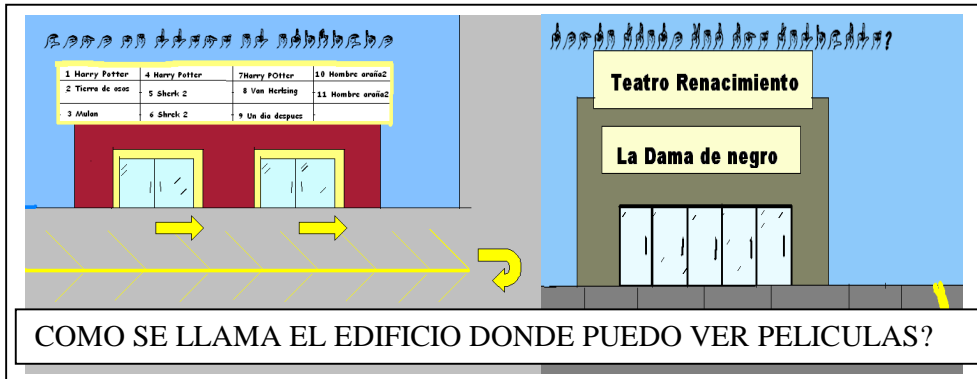 1 Harry Potter 4 Harry Potter 7Harry POtter 10 Hombre araña2
2 Tierra de osos 5 Sherk 2 8 Van Herlsing 11 Hombre araña2
3 Mulan 6 Shrek 2 9 Un dia despues
Teatro Renacimiento
La Dama de negro
COMO SE LLAMA EL EDIFICIO DONDE PUEDO VER PELICULAS?